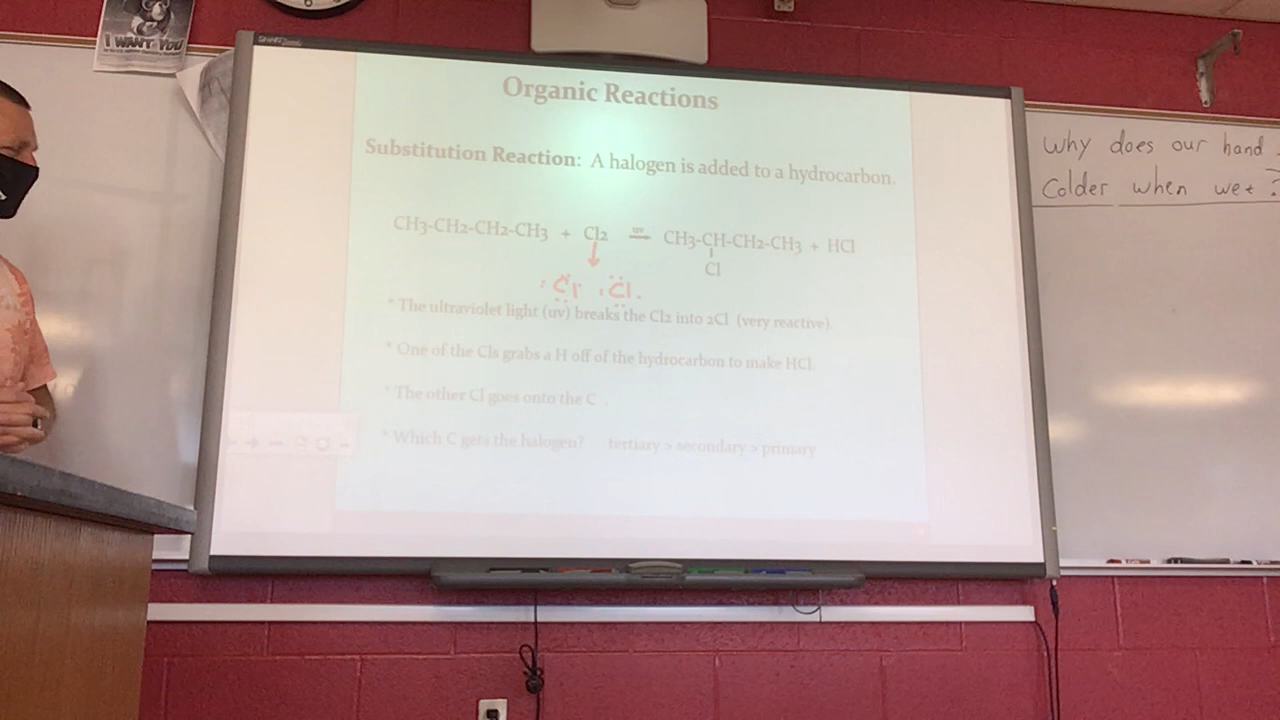 I WANT YOU
Organic Reactions
Substitution Reaction: A halogen is added to a hydrocarbon.
CH3-CH2-CH2-CH3 + Cl2 uv CH3-CH-CH2-CH3 + HCl
Cl
Cl Cl
* The ultraviolet light (uv) breaks the Cl2 into 2Cl (very reactive)
* One of the Cls grabs a H off of the hydrocarbon to make HCl.
* The other Cl goes onto the C .
* Which C gets the halogen? tertiary > secondary > primary
Why does our hand
Colder when wet ?